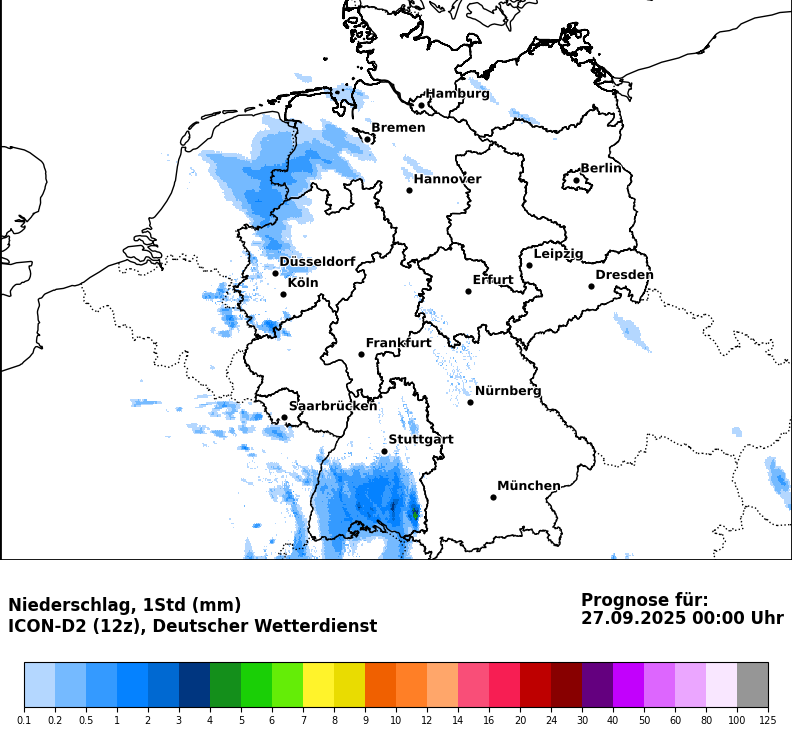 Hamburg
Bremen
Berlin
Hannover
Leipzig
Düsseldorf
Dresden
Köln
Erfurt
Frankfurt
Nürnberg
Saarbrücken
Stuttgart
München
Niederschlag, 1Std (mm)
ICON-D2 (12z), Deutscher Wetterdienst
Prognose für:
27.09.2025 00:00 Uhr
0.1 0.2 0.5 1 2 3 4 5 6 7 8 9 10 12 14 16 20 24 30 40 50 60 80 100 125